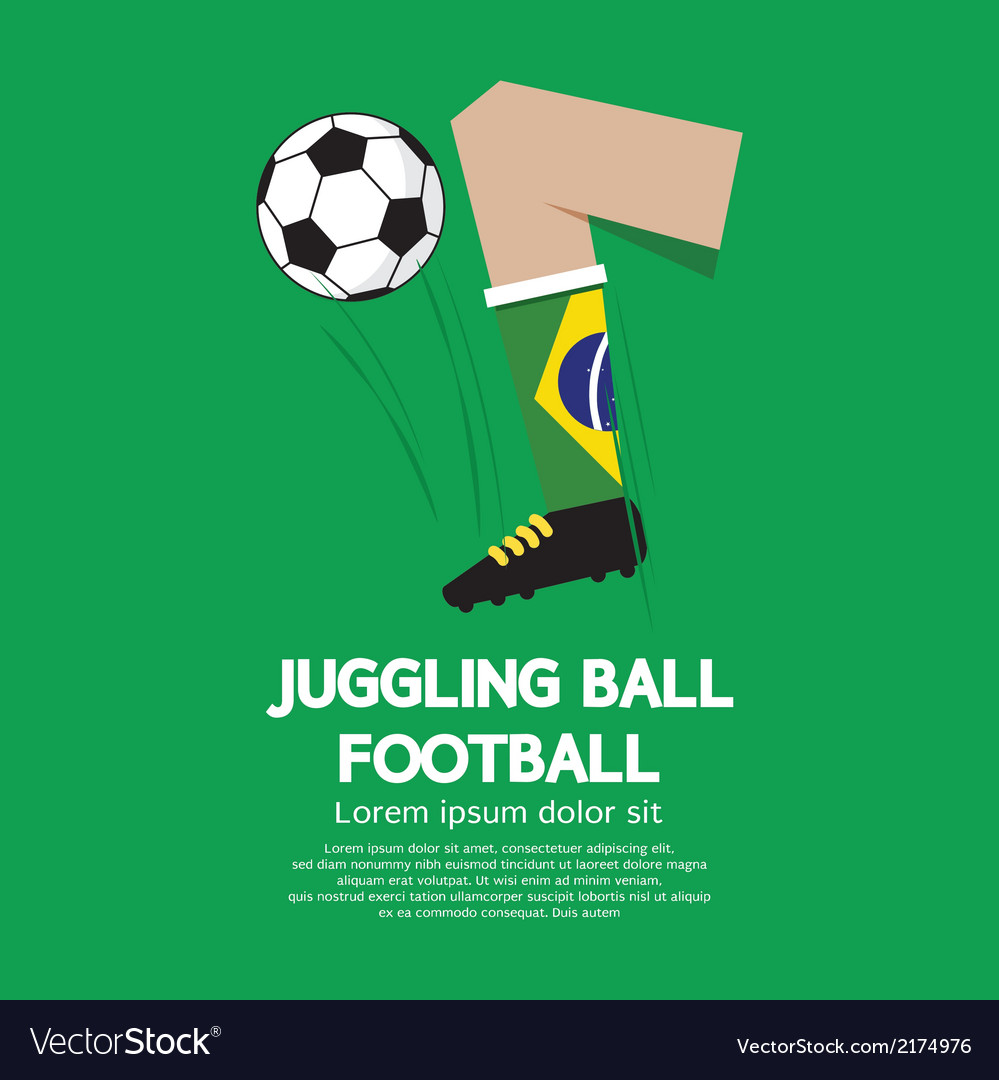 JUGGLING BALL
FOOTBALL
Lorem ipsum dolor sit
Lorem ipsum dolor sit amet, consectetuer adipiscing elit,
sed diam nonummy nibh euismod tincidunt ut laoreet dolore magna
aliquam erat volutpat. Ut wisi enim ad minim veniam,
quis nostrud exerci tation ullamcorper suscipit lobortis nisl ut aliquip
ex ea commodo consequat. Duis autem
VectorStock®
VectorStock.com/2174976